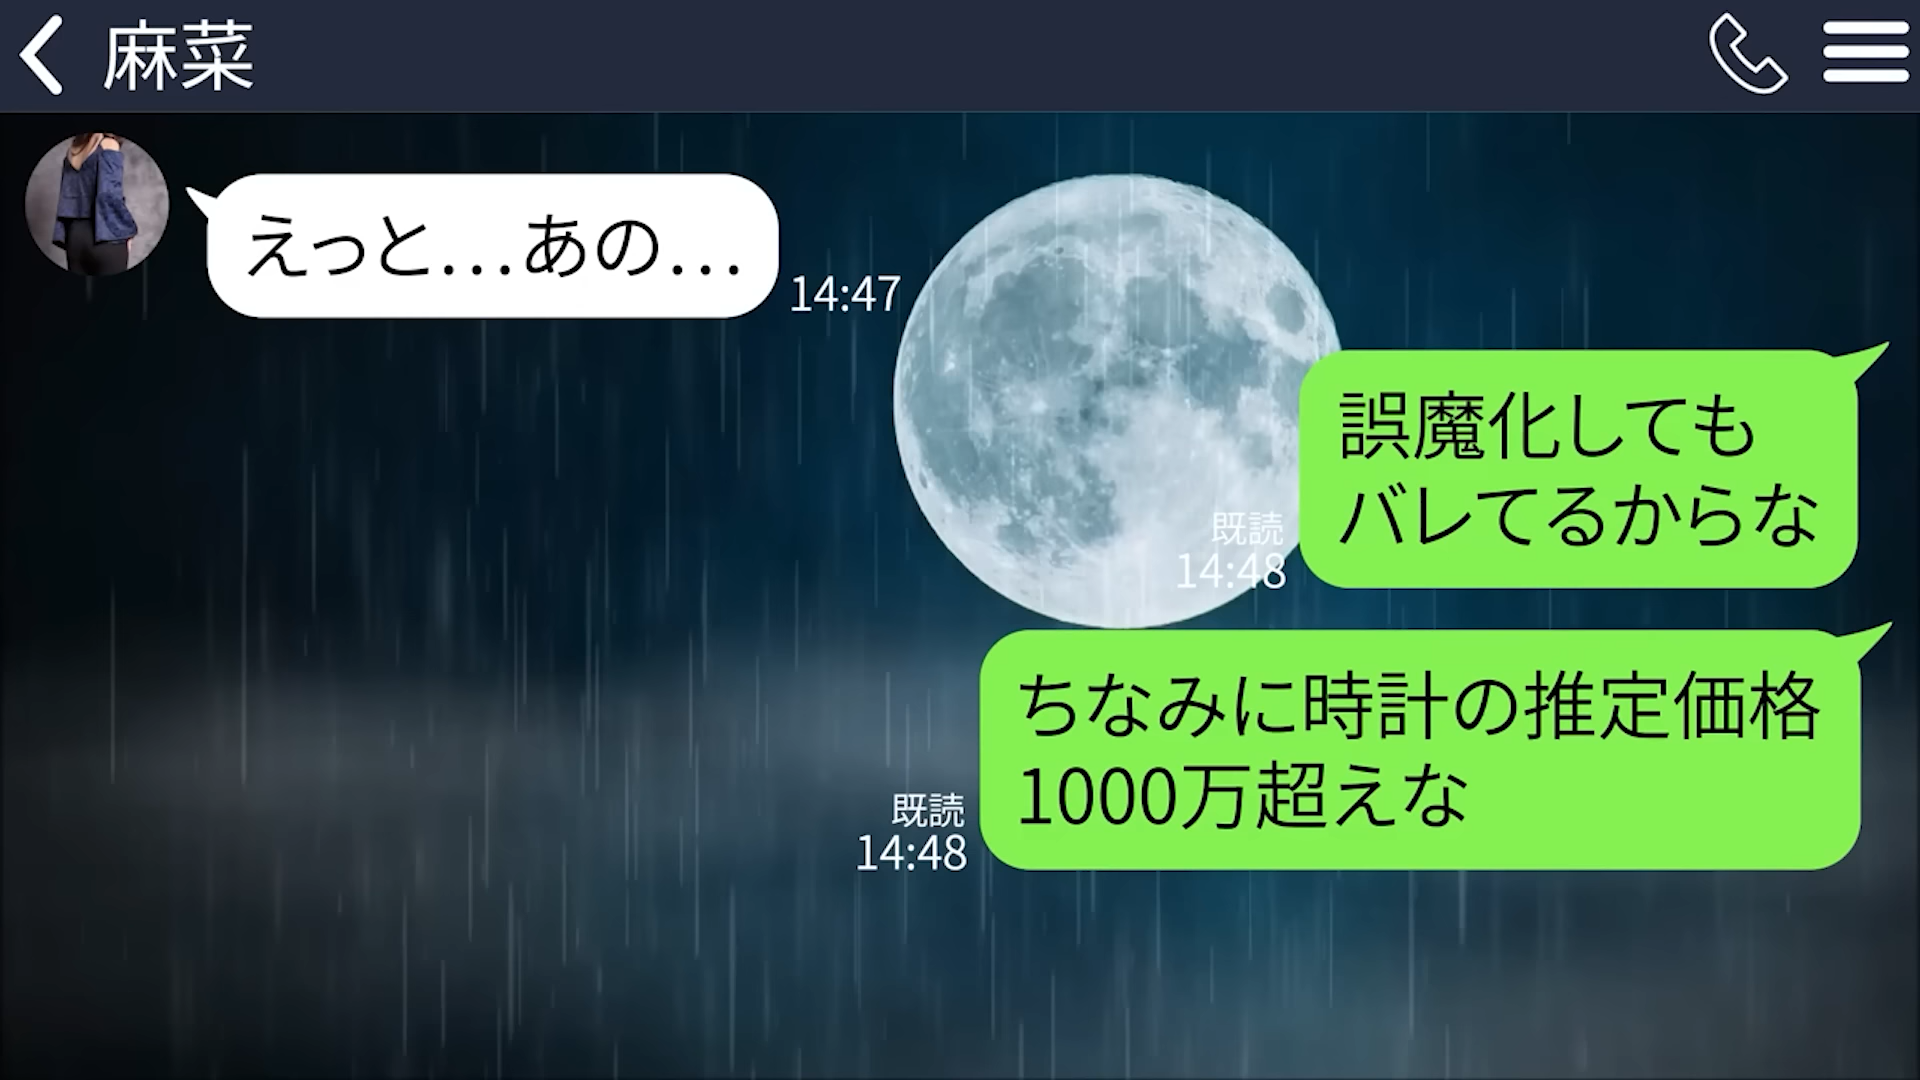 麻菜
えっと…あの…
14:47
誤魔化しても
バレてるからな
既読
14:48
ちなみに時計の推定価格
1000万超えな
既読
14:48